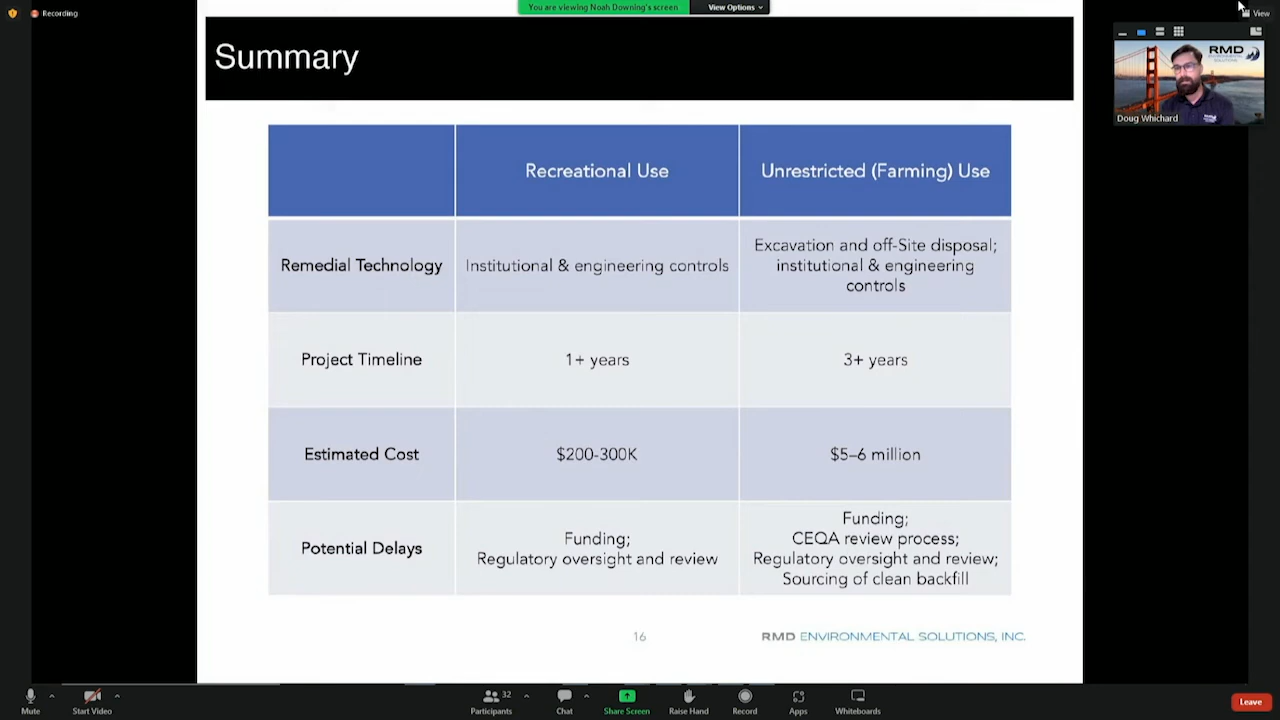 Recording
You are viewing Noah Downing's screen
View Options
View
Summary
RMD
ENVIRONMENTAL
SOLUTIONS
Doug Whichard
Recreational Use
Unrestricted (Farming) Use
Remedial Technology
Institutional & engineering controls
Excavation and off-Site disposal;
institutional & engineering
controls
Project Timeline
1+ years
3+ years
Estimated Cost
$200-300K
$5–6 million
Potential Delays
Funding;
Regulatory oversight and review
Funding;
CEQA review process;
Regulatory oversight and review;
Sourcing of clean backfill
16
RMD ENVIRONMENTAL SOLUTIONS, INC.
Mute
Start Video
32
Participants
Chat
Share Screen
Raise Hand
Record
Apps
Whiteboards
Leave